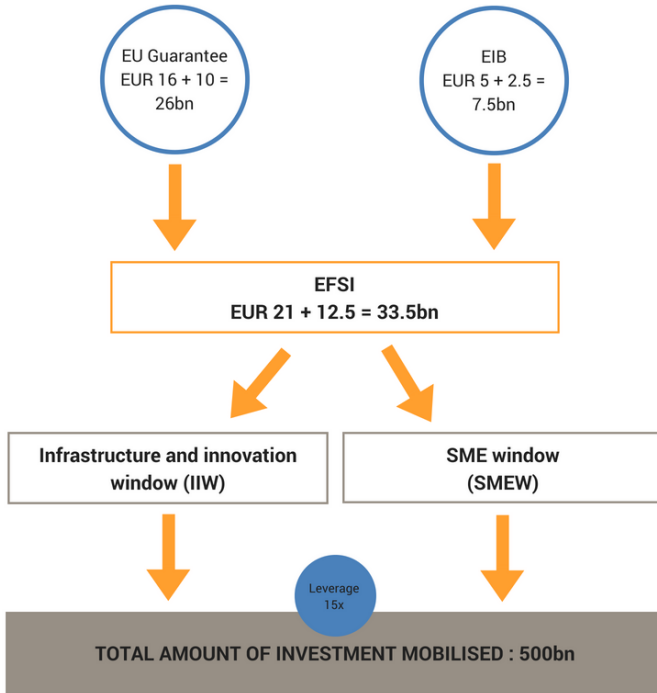 EU Guarantee
EUR 16 + 10 =
26bn
EIB
EUR 5 + 2.5 =
7.5bn
EFSI
EUR 21 + 12.5 = 33.5bn
Infrastructure and innovation
window (IIW)
SME window
(SMEW)
Leverage
15x
TOTAL AMOUNT OF INVESTMENT MOBILISED : 500bn